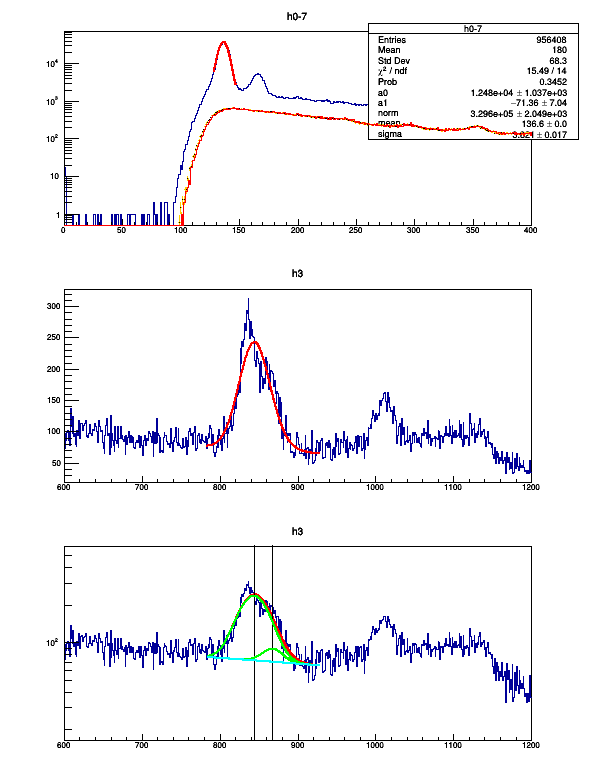 h0-7
h0-7
Entries 956408
Mean 180
Std Dev 68.3
χ² / ndf 15.49 / 14
Prob 0.3452
a0 1.248e+04 ± 1.037e+03
a1 −71.36 ± 7.04
norm 3.296e+05 ± 2.049e+03
mean 136.6 ± 0.0
sigma ± 0.017
10⁴
10³
10²
10
1
0 50 100 150 200 250 300 350 400
h3
300
250
200
150
100
50
600 700 800 900 1000 1100 1200
h3
10²
600 700 800 900 1000 1100 1200